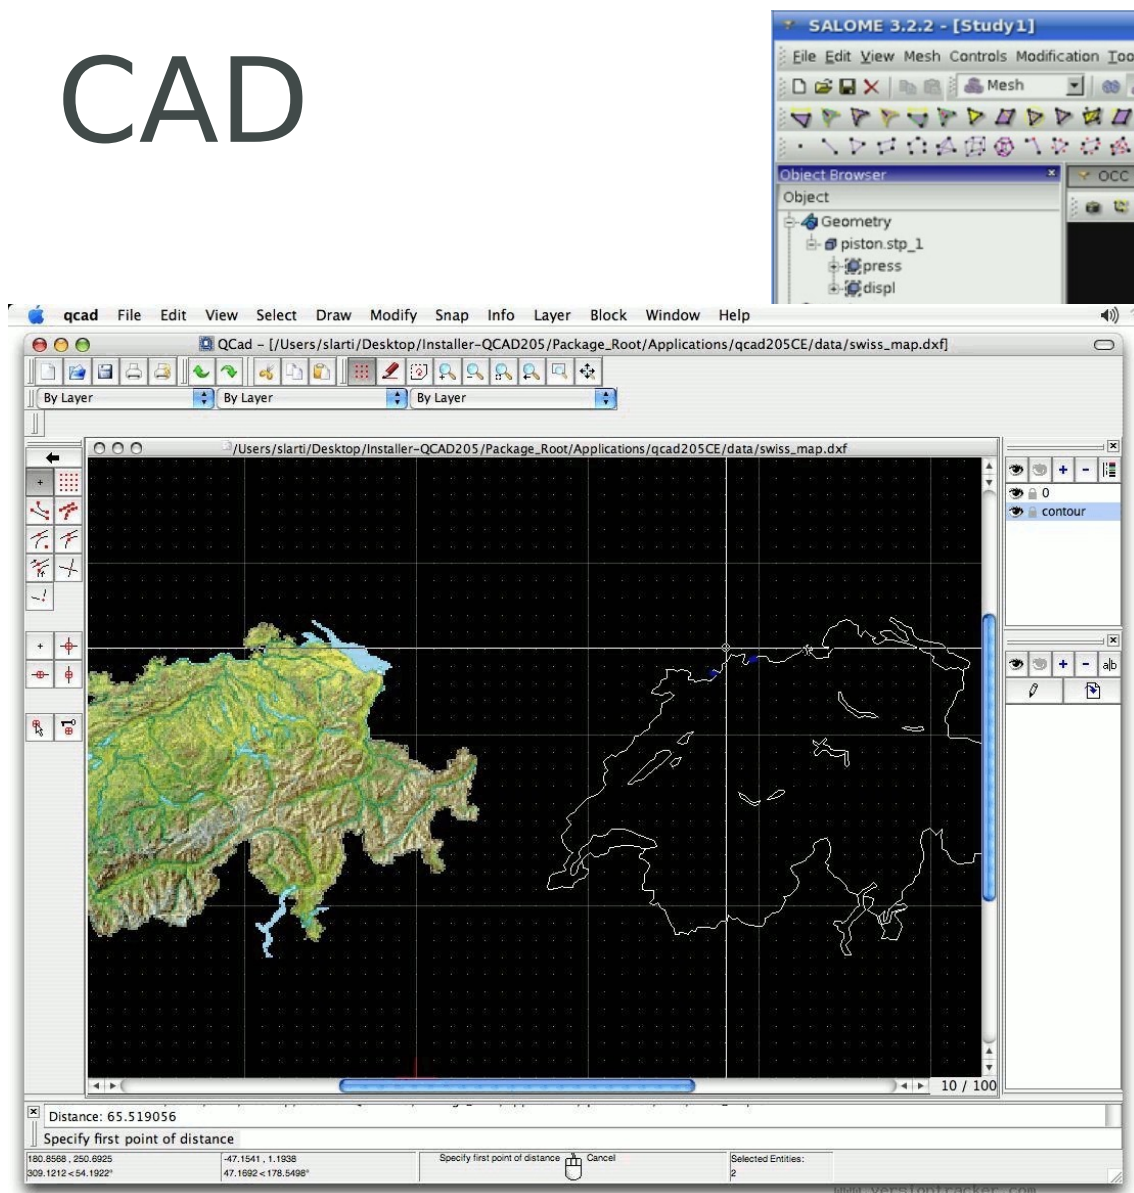 CAD
SALOME 3.2.2 - [Study1]
File Edit View Mesh Controls Modification
Mesh
Object Browser
OCC
Object
Geometry
piston.stp_1
press
displ
qcad File Edit View Select Draw Modify Snap Info Layer Block Window Help
QCad - [/Users/slarti/Desktop/Installer-QCAD205/Package_Root/Applications/qcad205CE/data/swiss_map.dxf]
By Layer By Layer By Layer
/Users/slarti/Desktop/Installer-QCAD205/Package_Root/Applications/qcad205CE/data/swiss_map.dxf
0
contour
a|b
10 / 100
Distance: 65.519056
Specify first point of distance
180.8568 , 250.6925 -47.1541 , 1.1938 Specify first point of distance Cancel Selected Entities:
309.1212 < 54.1922° 47.1692 < 178.5498° 2
www.versiontracker.com